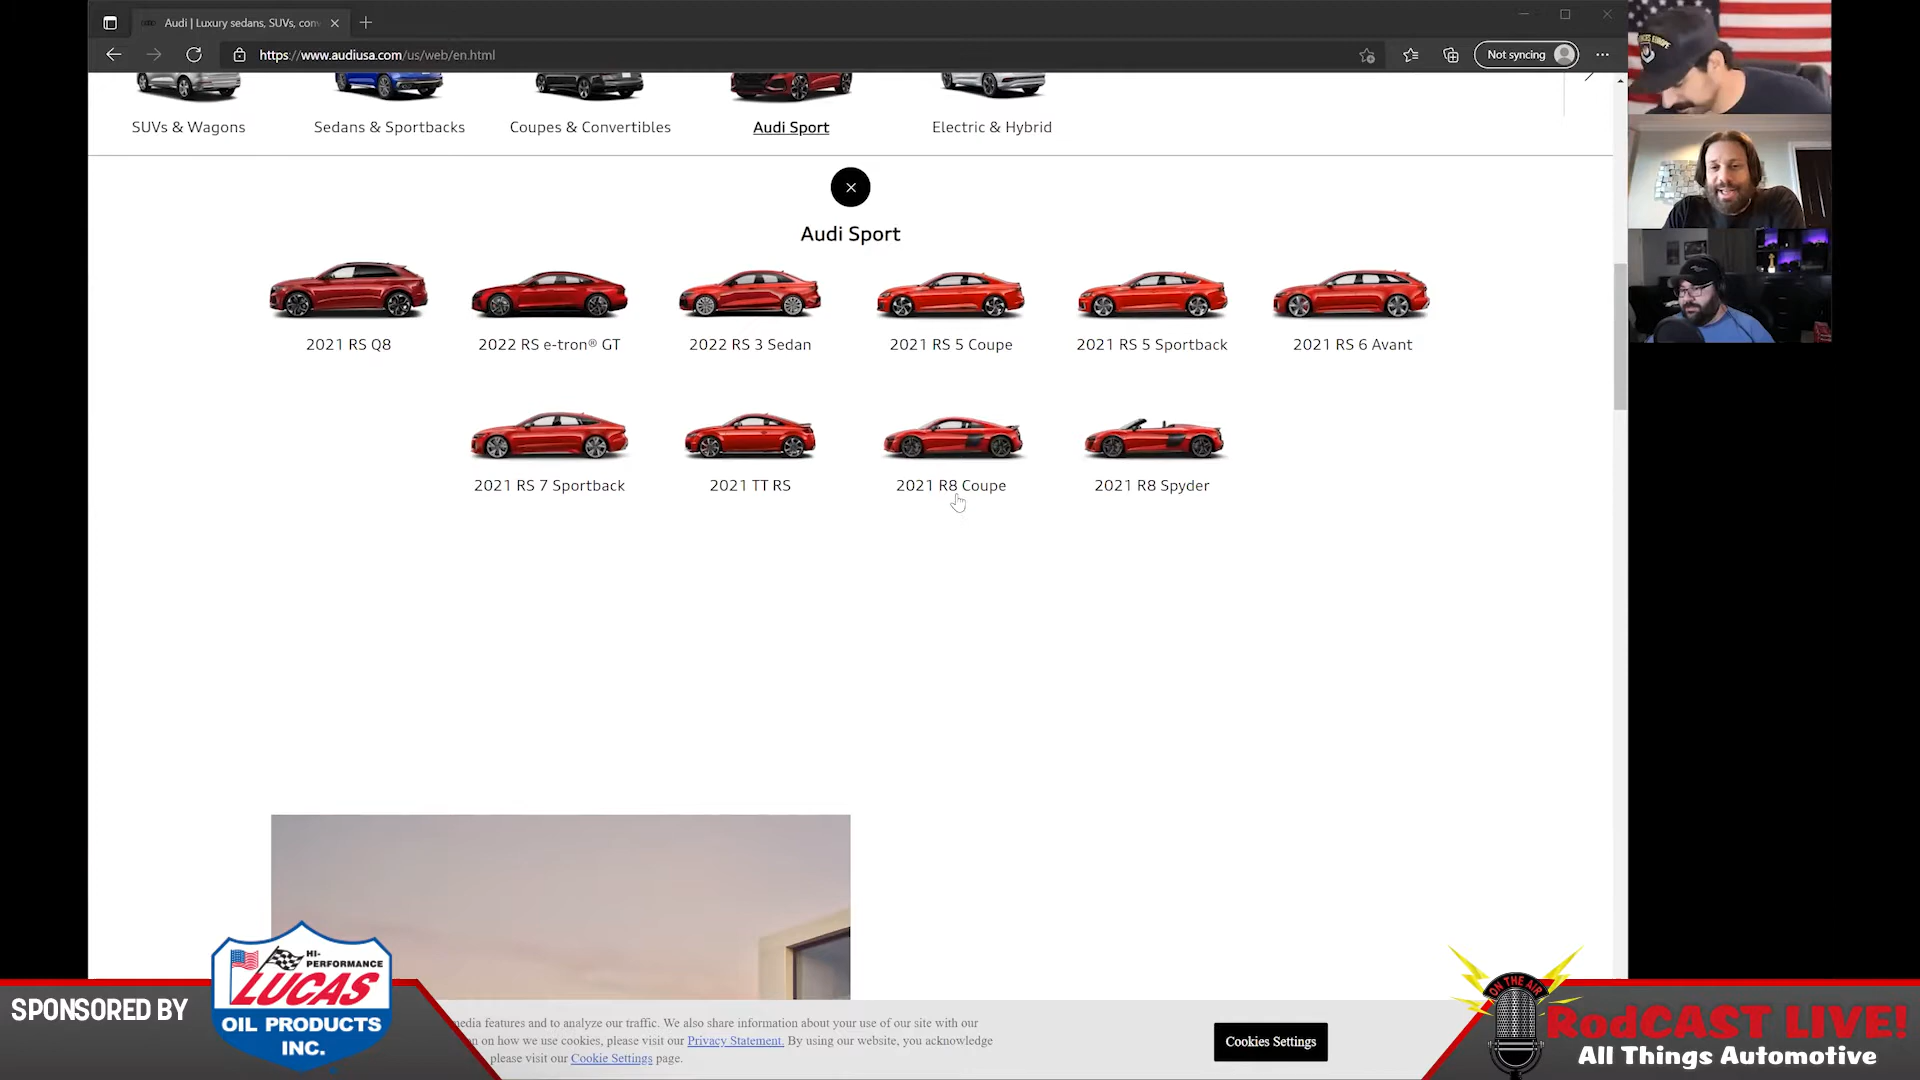 Audi | Luxury sedans, SUVs, con
https://www.audiusa.com/us/web/en.html
Not syncing
SUVs & Wagons
Sedans & Sportbacks
Coupes & Convertibles
Audi Sport
Electric & Hybrid
Audi Sport
2021 RS Q8
2022 RS e-tron® GT
2022 RS 3 Sedan
2021 RS 5 Coupe
2021 RS 5 Sportback
2021 RS 6 Avant
2021 RS 7 Sportback
2021 TT RS
2021 R8 Coupe
2021 R8 Spyder
SPONSORED BY
HI-
PERFORMANCE
LUCAS
OIL PRODUCTS
INC.
media features and to analyze our traffic. We also share information about your use of our site with our
on on how we use cookies, please visit our Privacy Statement. By using our website, you acknowledge
please visit our Cookie Settings page.
Cookies Settings
ON THE AIR
RodCAST LIVE!
All Things Automotive